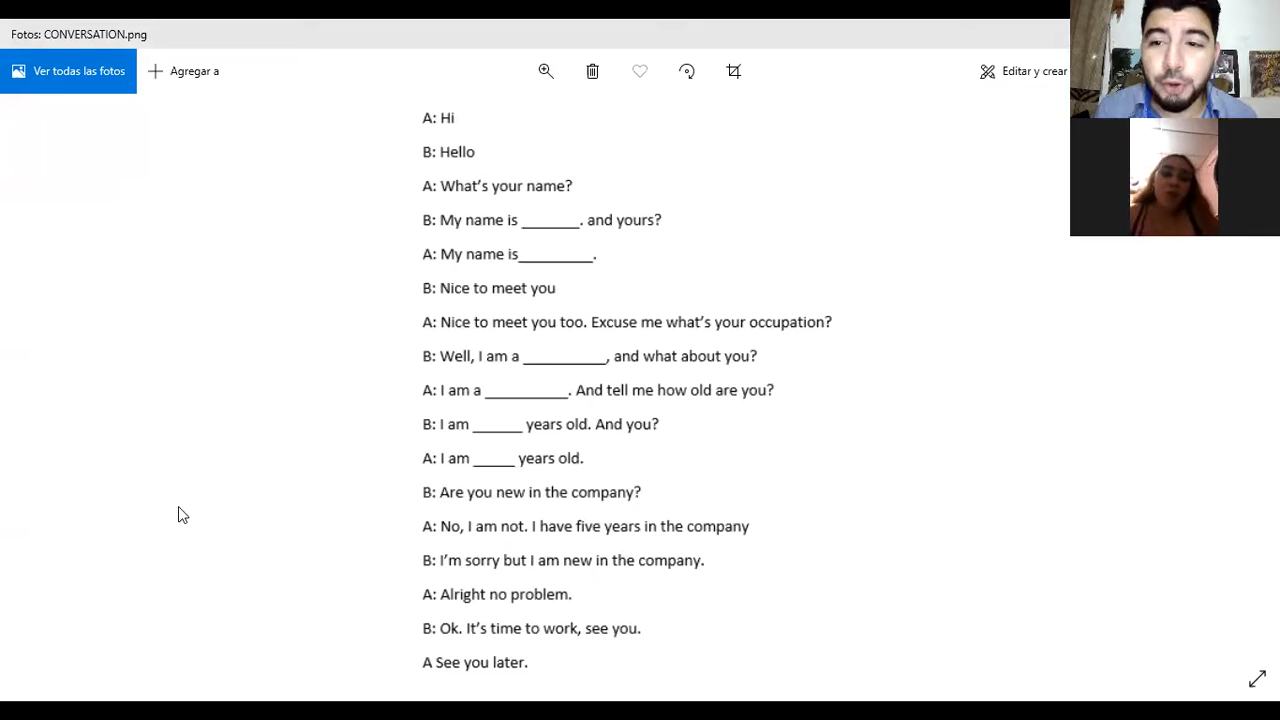 Fotos: CONVERSATION.png
Ver todas las fotos
Agregar a
Editar y crear
A: Hi
B: Hello
A: What's your name?
B: My name is _______. and yours?
A: My name is_________.
B: Nice to meet you
A: Nice to meet you too. Excuse me what's your occupation?
B: Well, I am a __________, and what about you?
A: I am a __________. And tell me how old are you?
B: I am ______ years old. And you?
A: I am _____ years old.
B: Are you new in the company?
A: No, I am not. I have five years in the company
B: I'm sorry but I am new in the company.
A: Alright no problem.
B: Ok. It's time to work, see you.
A See you later.